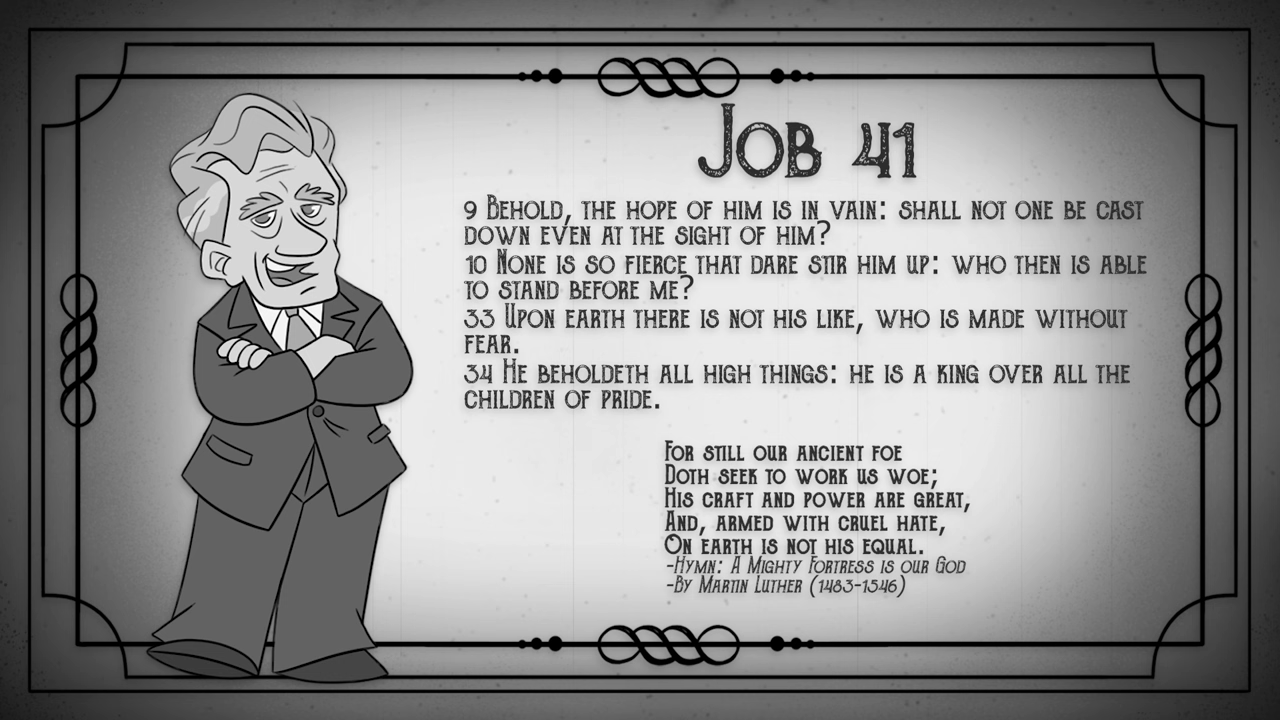 Job 41
9 Behold, the hope of him is in vain: shall not one be cast
down even at the sight of him?
10 None is so fierce that dare stir him up: who then is able
to stand before me?
33 Upon earth there is not his like, who is made without
fear.
34 He beholdeth all high things: he is a king over all the
children of pride.
For still our ancient foe
Doth seek to work us woe;
His craft and power are great,
And, armed with cruel hate,
On earth is not his equal.
-Hymn: A Mighty Fortress is our God
-By Martin Luther (1483-1546)